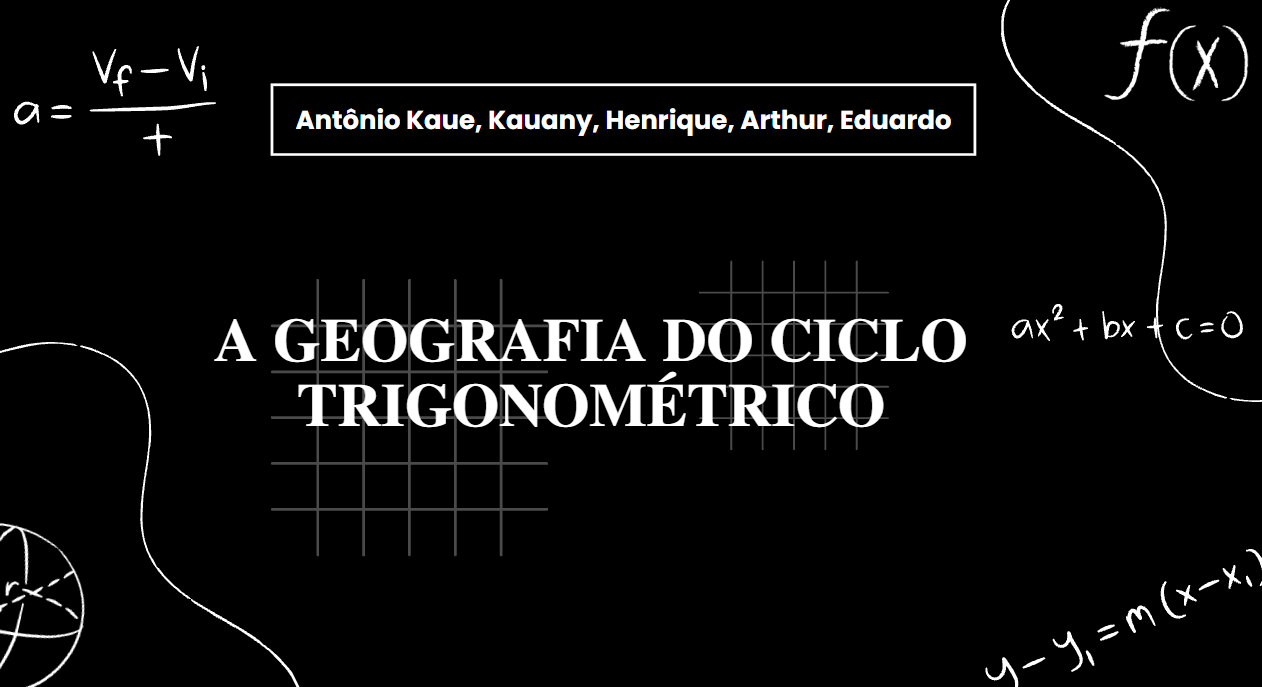 a = (Vf − Vi) / t
f(x)
Antônio Kaue, Kauany, Henrique, Arthur, Eduardo
A GEOGRAFIA DO CICLO
TRIGONOMÉTRICO
ax² + bx + c = 0
r
y − y₁ = m (x − x₁)